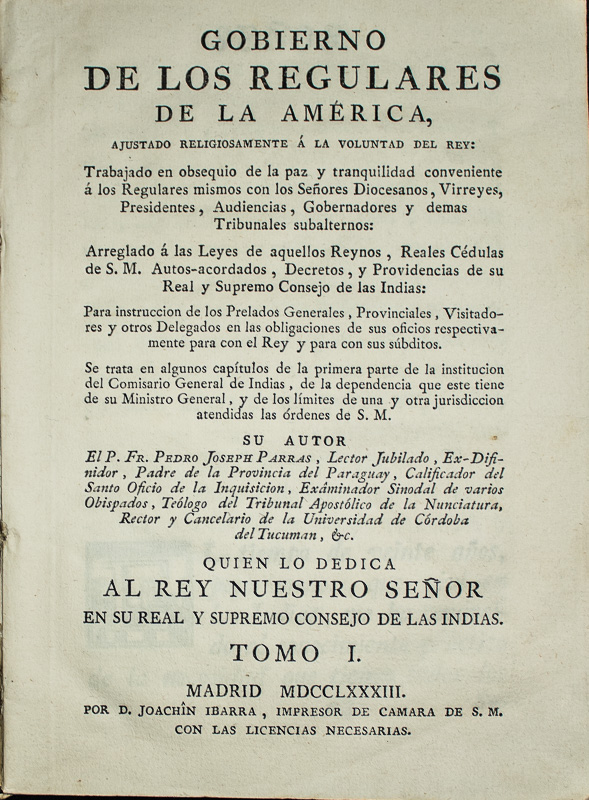 GOBIERNO
DE LOS REGULARES
DE LA AMÉRICA,
AJUSTADO RELIGIOSAMENTE Á LA VOLUNTAD DEL REY:
Trabajado en obsequio de la paz y tranquilidad conveniente
á los Regulares mismos con los Señores Diocesanos, Virreyes,
Presidentes, Audiencias, Gobernadores y demas
Tribunales subalternos:
Arreglado á las Leyes de aquellos Reynos, Reales Cédulas
de S. M. Autos-acordados, Decretos, y Providencias de su
Real y Supremo Consejo de las Indias:
Para instruccion de los Prelados Generales, Provinciales, Visitado-
res y otros Delegados en las obligaciones de sus oficios respectiva-
mente para con el Rey y para con sus súbditos.
Se trata en algunos capítulos de la primera parte de la institucion
del Comisario General de Indias, de la dependencia que este tiene
de su Ministro General, y de los límites de una y otra jurisdiccion
atendidas las órdenes de S. M.
SU AUTOR
El P. FR. PEDRO JOSEPH PARRAS, Lector Jubilado, Ex-Difi-
nidor, Padre de la Provincia del Paraguay, Calificador del
Santo Oficio de la Inquisicion, Exâminador Sinodal de varios
Obispados, Teólogo del Tribunal Apostólico de la Nunciatura,
Rector y Cancelario de la Universidad de Córdoba
del Tucuman, &c.
QUIEN LO DEDICA
AL REY NUESTRO SEÑOR
EN SU REAL Y SUPREMO CONSEJO DE LAS INDIAS.
TOMO I.
MADRID MDCCLXXXIII.
POR D. JOACHÎN IBARRA, IMPRESOR DE CAMARA DE S. M.
CON LAS LICENCIAS NECESARIAS.